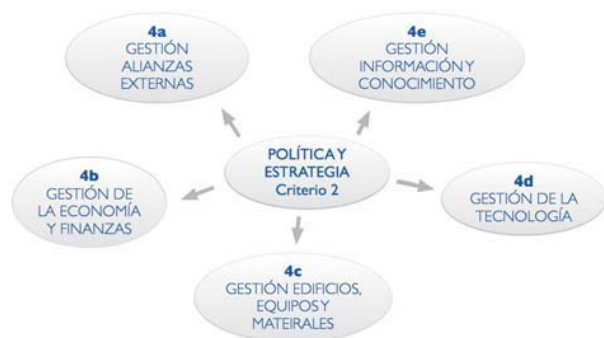 4a
GESTIÓN
ALIANZAS
EXTERNAS
4e
GESTIÓN
INFORMACIÓN Y
CONOCIMIENTO
POLÍTICA Y
ESTRATEGIA
Criterio 2
4b
GESTIÓN DE
LA ECONOMÍA
Y FINANZAS
4d
GESTIÓN DE LA
TECNOLOGÍA
4c
GESTIÓN EDIFICIOS,
EQUIPOS Y
MATEIRALES